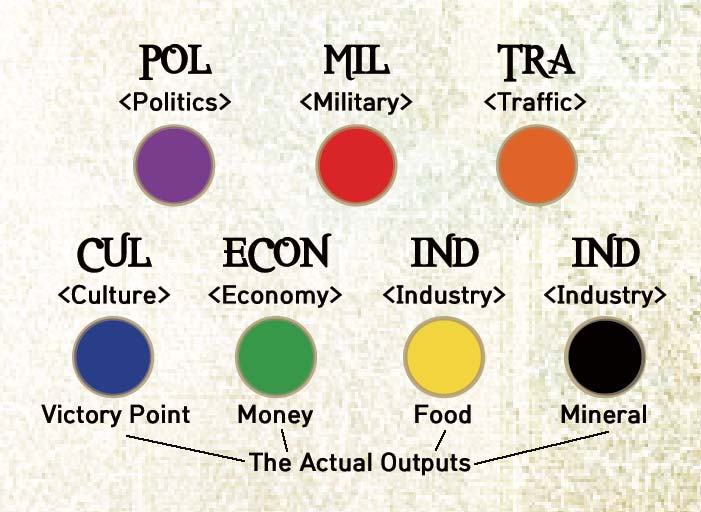 POL MIL TRA
<Politics> <Military> <Traffic>
CUL ECON IND IND
<Culture> <Economy> <Industry> <Industry>
Victory Point Money Food Mineral
The Actual Outputs